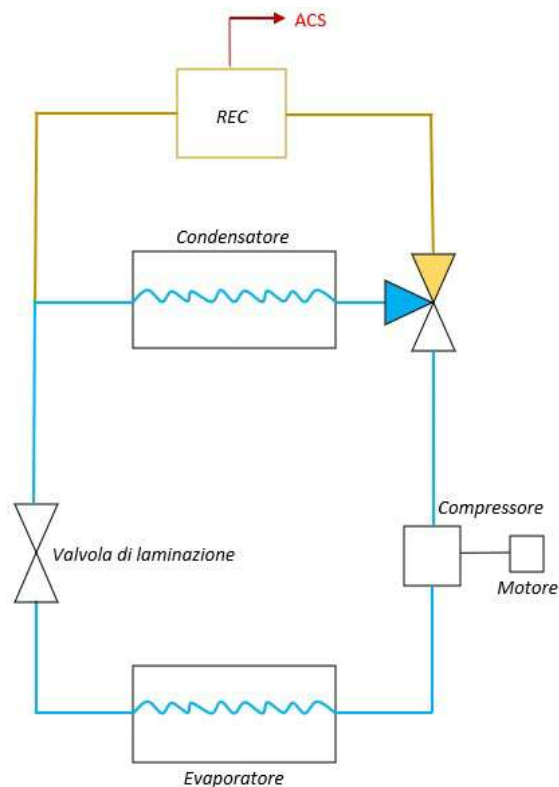 ACS
REC
Condensatore
Compressore
Valvola di laminazione
Motore
Evaporatore